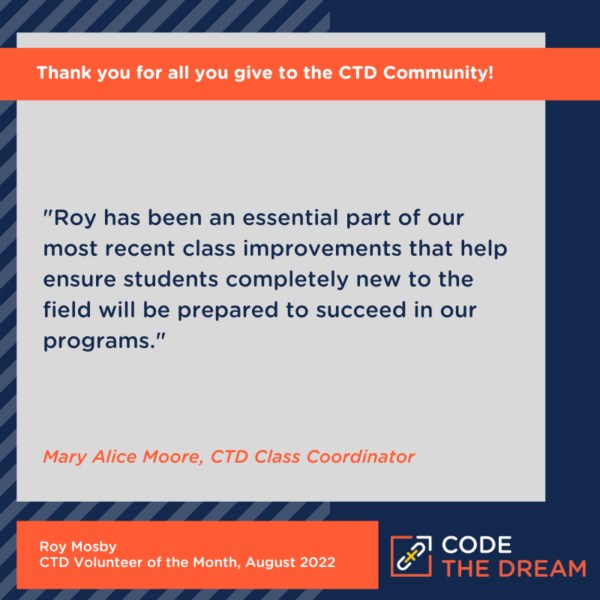 Thank you for all you give to the CTD Community!
"Roy has been an essential part of our
most recent class improvements that help
ensure students completely new to the
field will be prepared to succeed in our
programs."
Mary Alice Moore, CTD Class Coordinator
Roy Mosby
CTD Volunteer of the Month, August 2022
CODE
THE DREAM